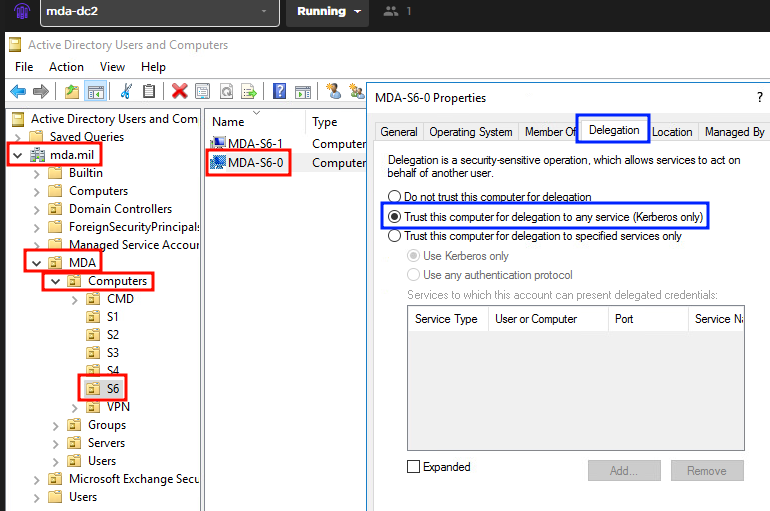 mda-dc2
Running
1
Active Directory Users and Computers
File Action View Help
Active Directory Users and Com
Saved Queries
mda.mil
Builtin
Computers
Domain Controllers
ForeignSecurityPrincipals
Managed Service Accour
MDA
Computers
CMD
S1
S2
S3
S4
S6
VPN
Groups
Servers
Users
Microsoft Exchange Secu
Users
Name Type
MDA-S6-1 Computer
MDA-S6-0 Computer
MDA-S6-0 Properties ?
General Operating System Member Of Delegation Location Managed By
Delegation is a security-sensitive operation, which allows services to act on
behalf of another user.
Do not trust this computer for delegation
Trust this computer for delegation to any service (Kerberos only)
Trust this computer for delegation to specified services only
Use Kerberos only
Use any authentication protocol
Services to which this account can present delegated credentials:
Service Type User or Computer Port Service Na
Expanded Add... Remove